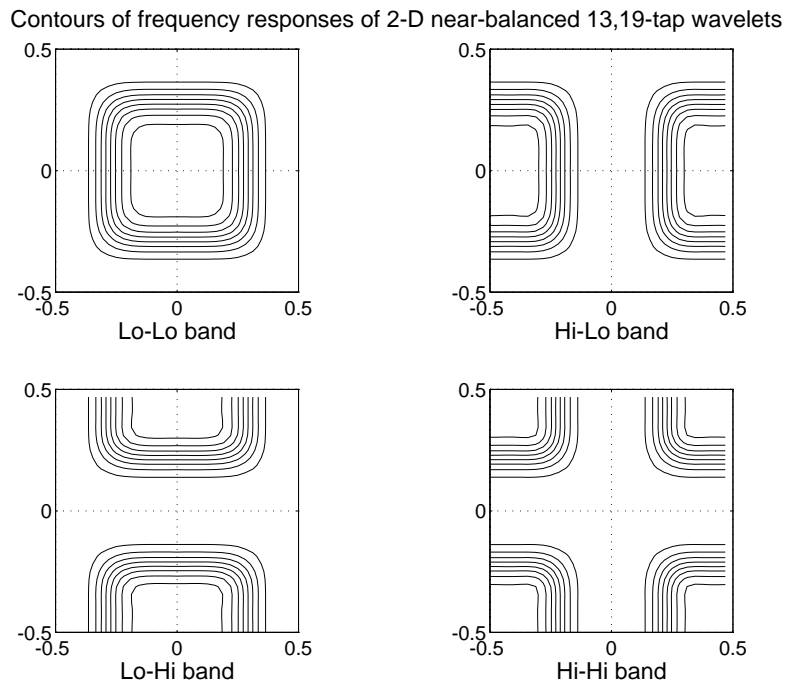 Contours of frequency responses of 2-D near-balanced 13,19-tap wavelets
0.5
0
-0.5
-0.5 0 0.5
Lo-Lo band
0.5
0
-0.5
-0.5 0 0.5
Hi-Lo band
0.5
0
-0.5
-0.5 0 0.5
Lo-Hi band
0.5
0
-0.5
-0.5 0 0.5
Hi-Hi band